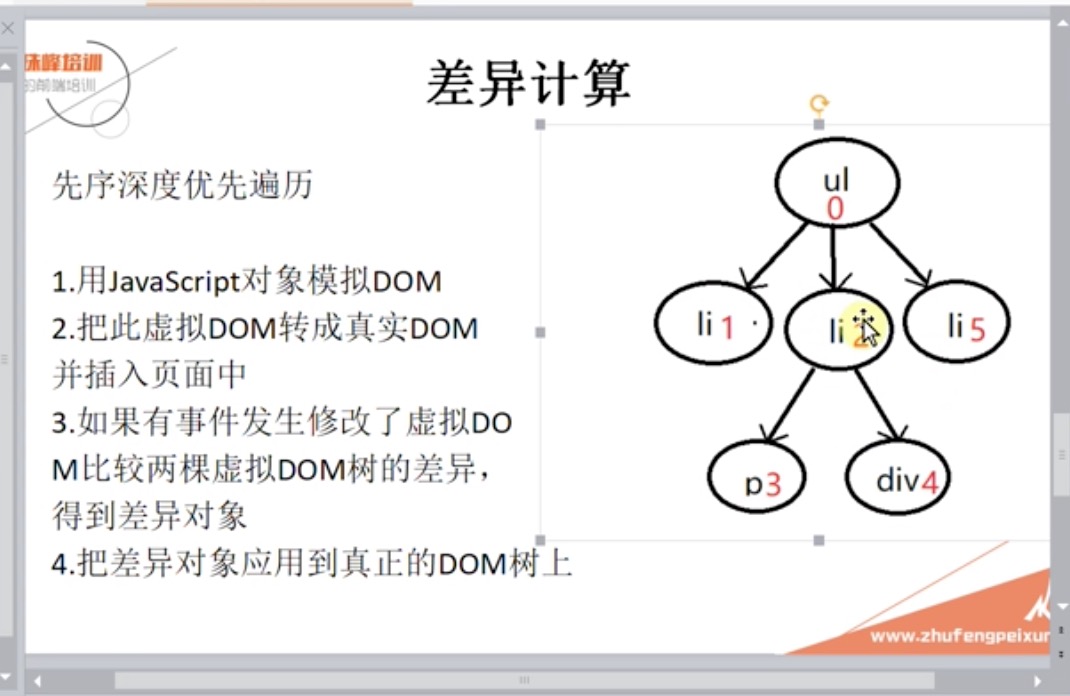 珠峰培训
的前端培训
差异计算
先序深度优先遍历
1.用JavaScript对象模拟DOM
2.把此虚拟DOM转成真实DOM
并插入页面中
3.如果有事件发生修改了虚拟DO
M比较两棵虚拟DOM树的差异，
得到差异对象
4.把差异对象应用到真正的DOM树上
ul
0
li 1
li 2
li 5
p3
div4
www.zhufengpeixun